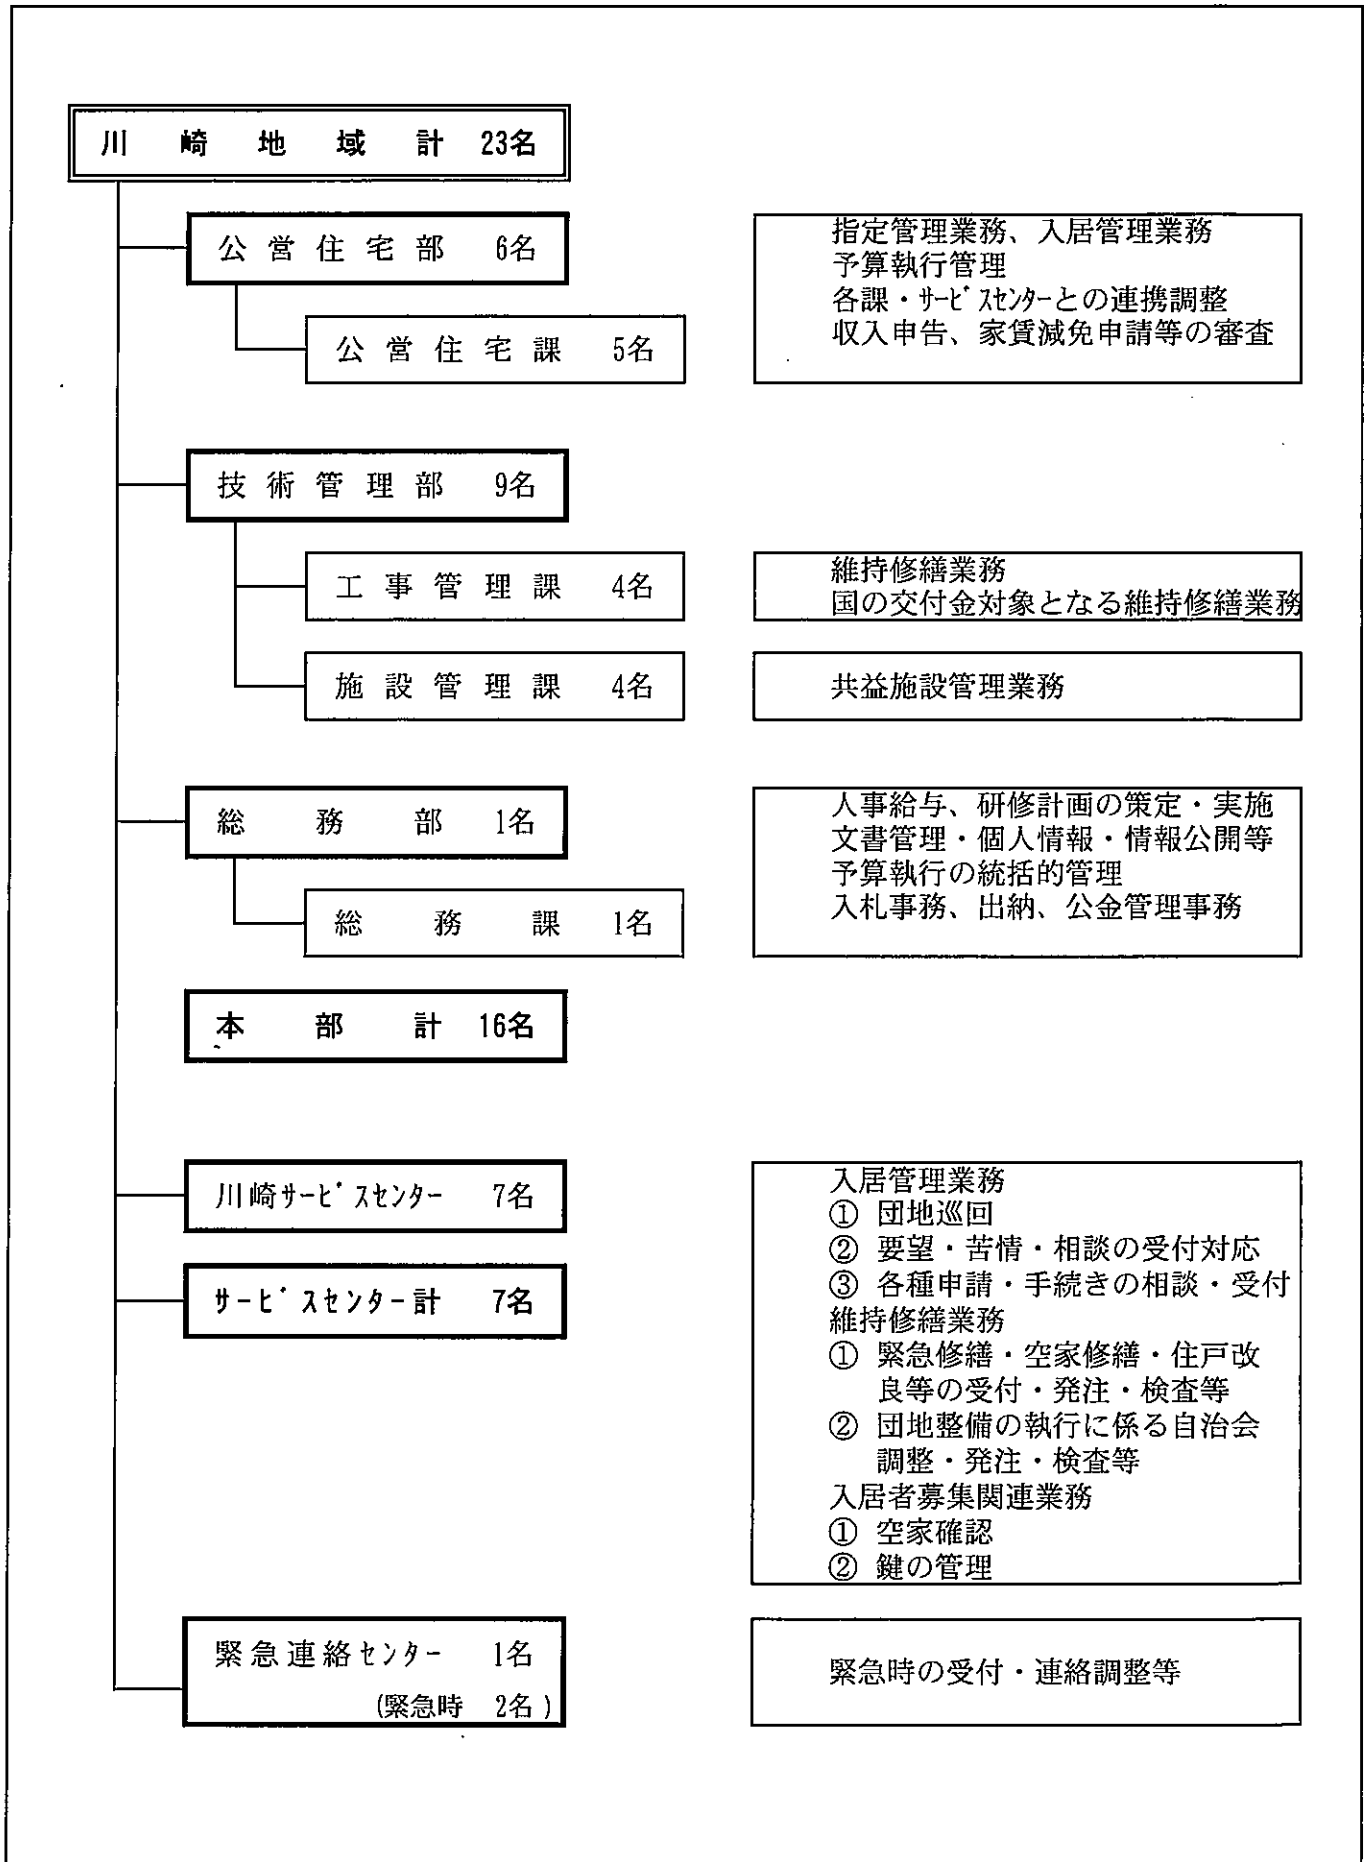 川崎地域計 23名
公営住宅部 6名
指定管理業務、入居管理業務
予算執行管理
各課・ｻｰﾋﾞｽｾﾝﾀｰとの連携調整
収入申告、家賃減免申請等の審査
公営住宅課 5名
技術管理部 9名
工事管理課 4名
維持修繕業務
国の交付金対象となる維持修繕業務
施設管理課 4名
共益施設管理業務
総務部 1名
人事給与、研修計画の策定・実施
文書管理・個人情報・情報公開等
予算執行の統括的管理
入札事務、出納、公金管理事務
総務課 1名
本部計 16名
川崎ｻｰﾋﾞｽｾﾝﾀｰ 7名
ｻｰﾋﾞｽｾﾝﾀｰ計 7名
入居管理業務
① 団地巡回
② 要望・苦情・相談の受付対応
③ 各種申請・手続きの相談・受付
維持修繕業務
① 緊急修繕・空家修繕・住戸改
良等の受付・発注・検査等
② 団地整備の執行に係る自治会
調整・発注・検査等
入居者募集関連業務
① 空家確認
② 鍵の管理
緊急連絡ｾﾝﾀｰ 1名
(緊急時 2名)
緊急時の受付・連絡調整等